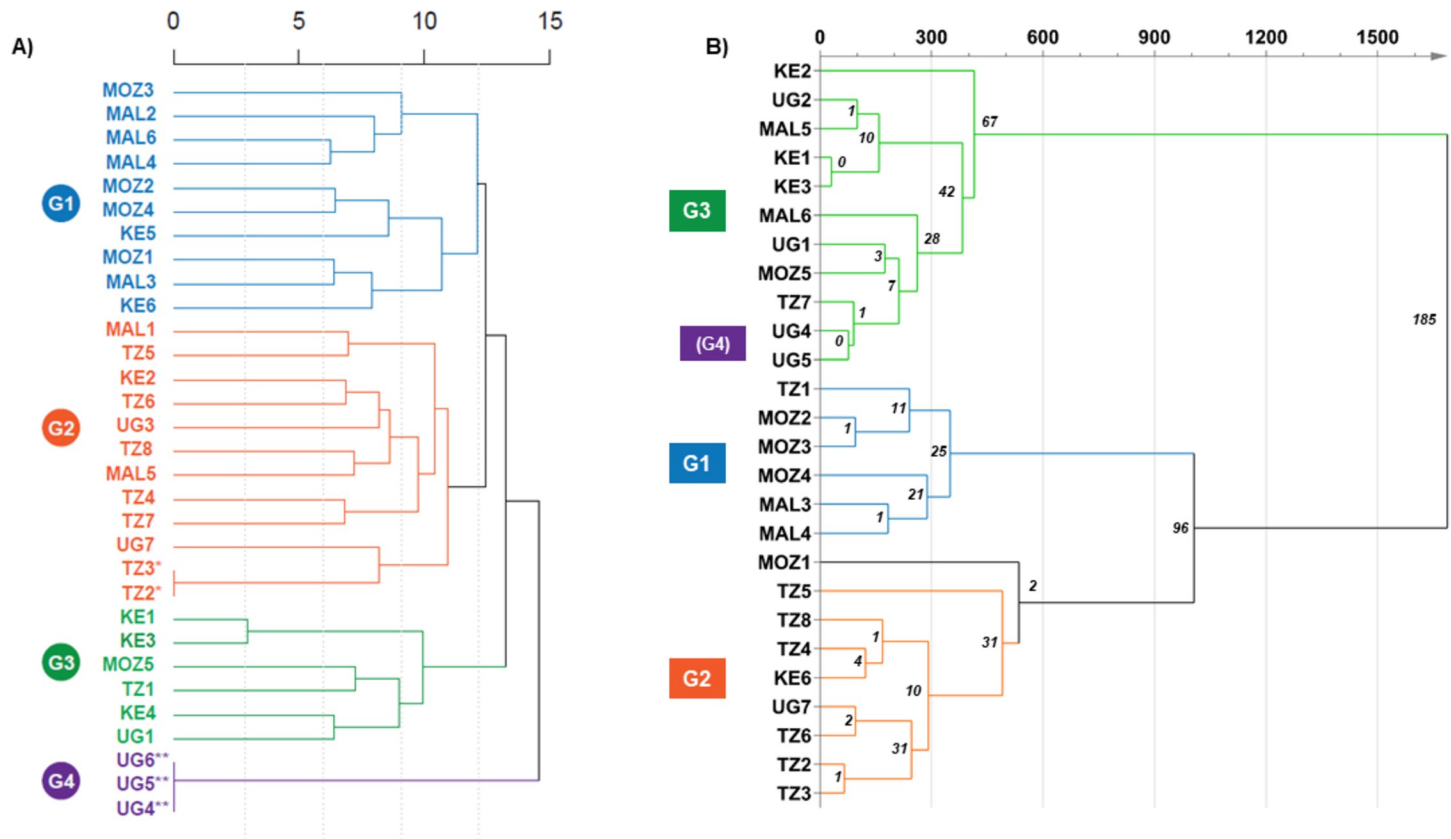 A)
0 5 10 15
MOZ3
MAL2
MAL6
MAL4
MOZ2
G1
MOZ4
KE5
MOZ1
MAL3
KE6
MAL1
TZ5
KE2
TZ6
G2
UG3
TZ8
MAL5
TZ4
TZ7
UG7
TZ3*
TZ2*
KE1
KE3
G3
MOZ5
TZ1
KE4
UG1
UG6**
G4
UG5**
UG4**
B)
0 300 600 900 1200 1500
KE2
UG2
1
67
MAL5
10
KE1
0
KE3
42
G3
MAL6
28
UG1
3
MOZ5
7
TZ7
1
185
UG4
(G4)
0
UG5
TZ1
11
MOZ2
1
MOZ3
25
G1
MOZ4
21
MAL3
1
MAL4
96
MOZ1
2
TZ5
TZ8
1
TZ4
31
4
KE6
G2
10
UG7
2
TZ6
31
TZ2
1
TZ3